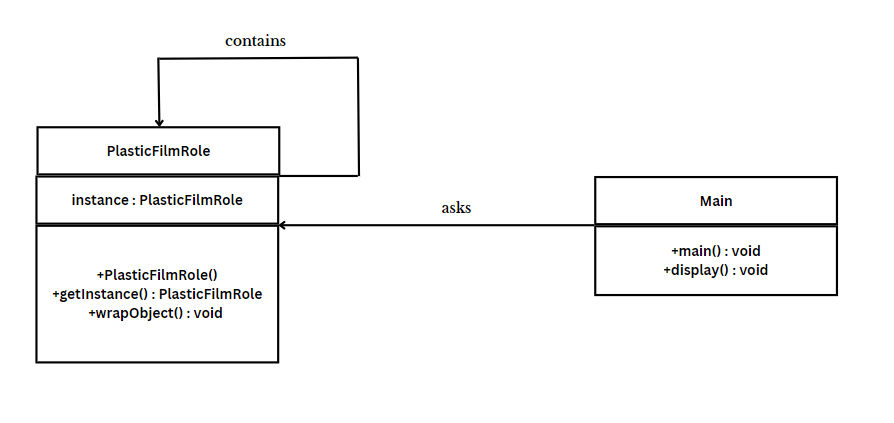 contains
PlasticFilmRole
instance : PlasticFilmRole
+PlasticFilmRole()
+getInstance() : PlasticFilmRole
+wrapObject() : void
asks
Main
+main() : void
+display() : void